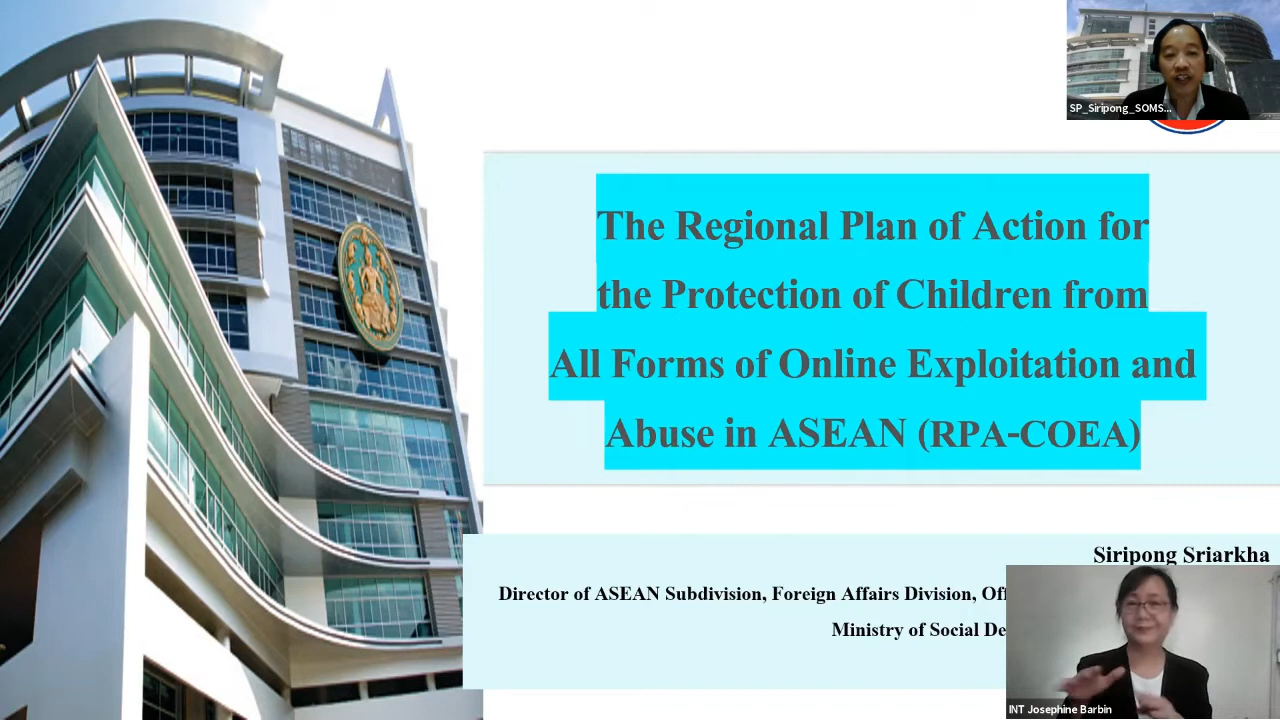 SP_Siripong_SOMS...
The Regional Plan of Action for
the Protection of Children from
All Forms of Online Exploitation and
Abuse in ASEAN (RPA-COEA)
Siripong Sriarkha
Director of ASEAN Subdivision, Foreign Affairs Division,
Ministry of Social
INT Josephine Barbin